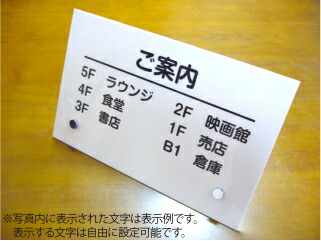 ご案内
5F ラウンジ
4F 食堂
3F 書店
2F 映画館
1F 売店
B1 倉庫
※写真内に表示された文字は表示例です。
表示する文字は自由に設定可能です。